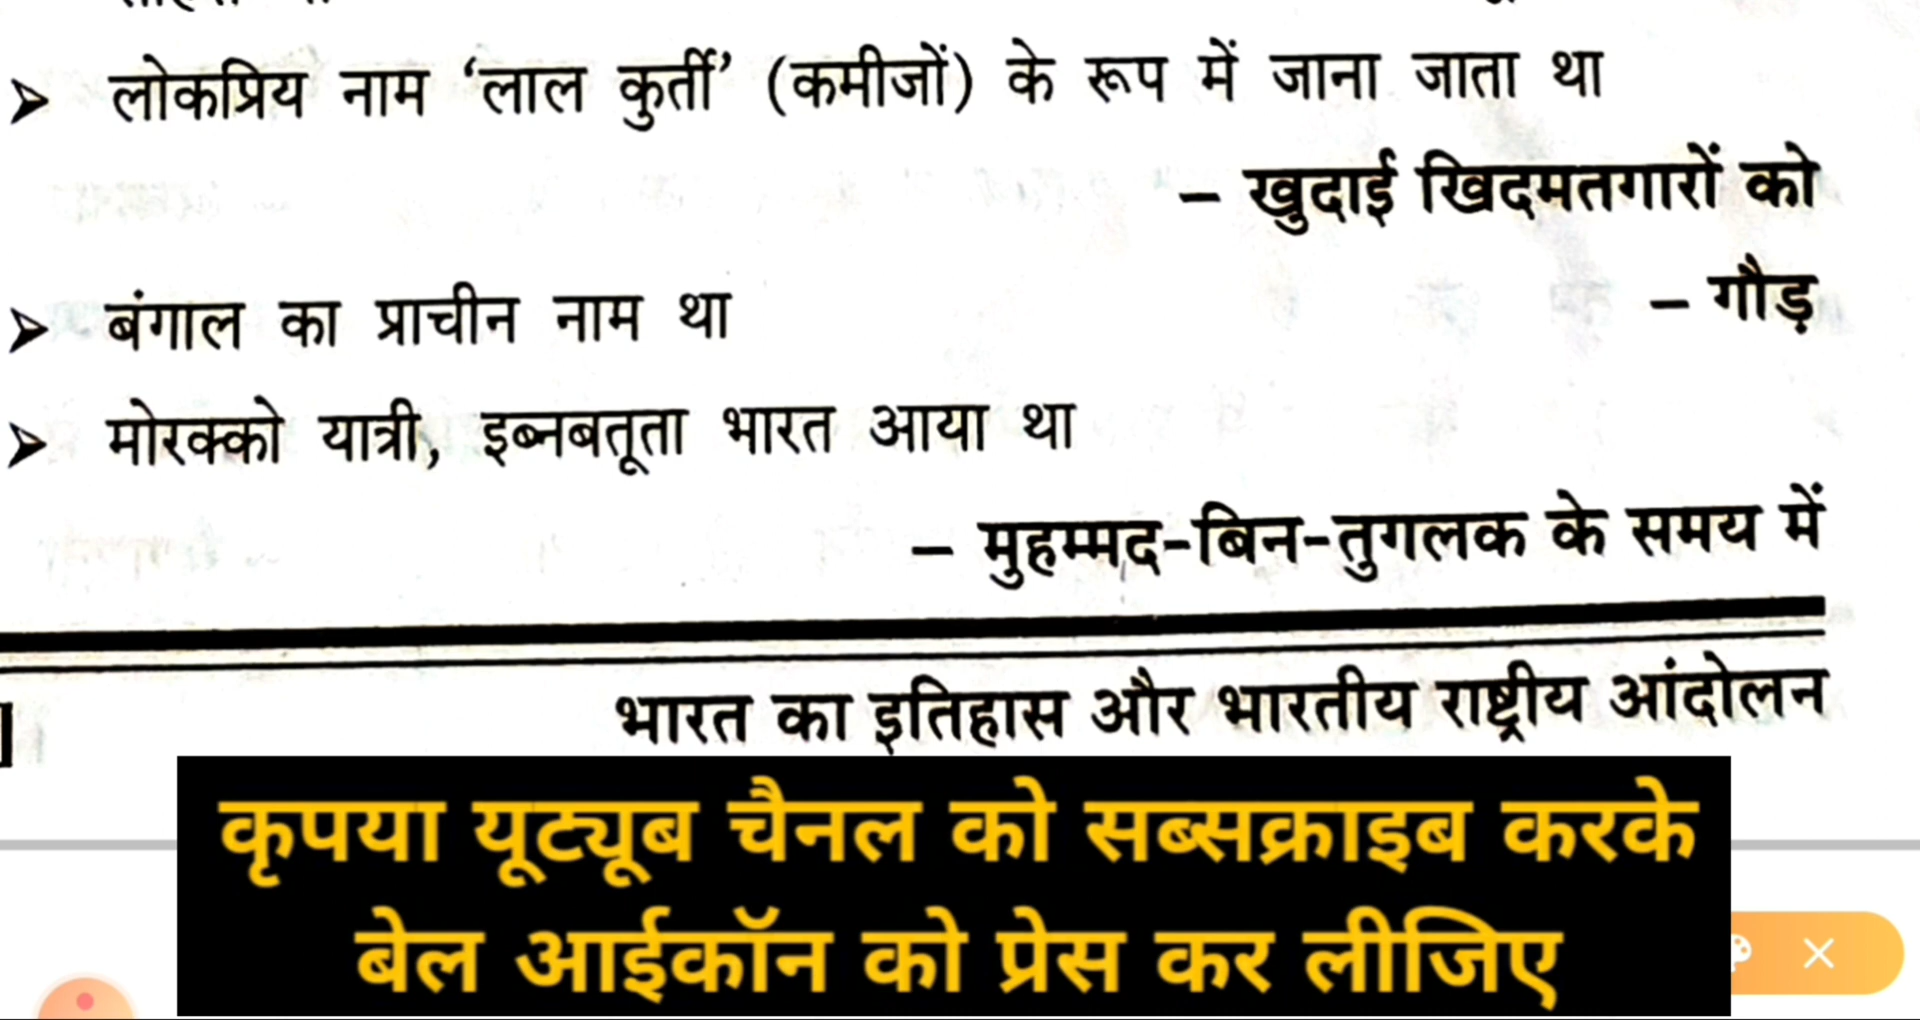 ➢ लोकप्रिय नाम ‘लाल कुर्ती’ (कमीजों) के रूप में जाना जाता था
– खुदाई खिदमतगारों को
➢ बंगाल का प्राचीन नाम था – गौड़
➢ मोरक्को यात्री, इब्नबतूता भारत आया था
– मुहम्मद-बिन-तुगलक के समय में
भारत का इतिहास और भारतीय राष्ट्रीय आंदोलन
कृपया यूट्यूब चैनल को सब्सक्राइब करके
बेल आईकॉन को प्रेस कर लीजिए